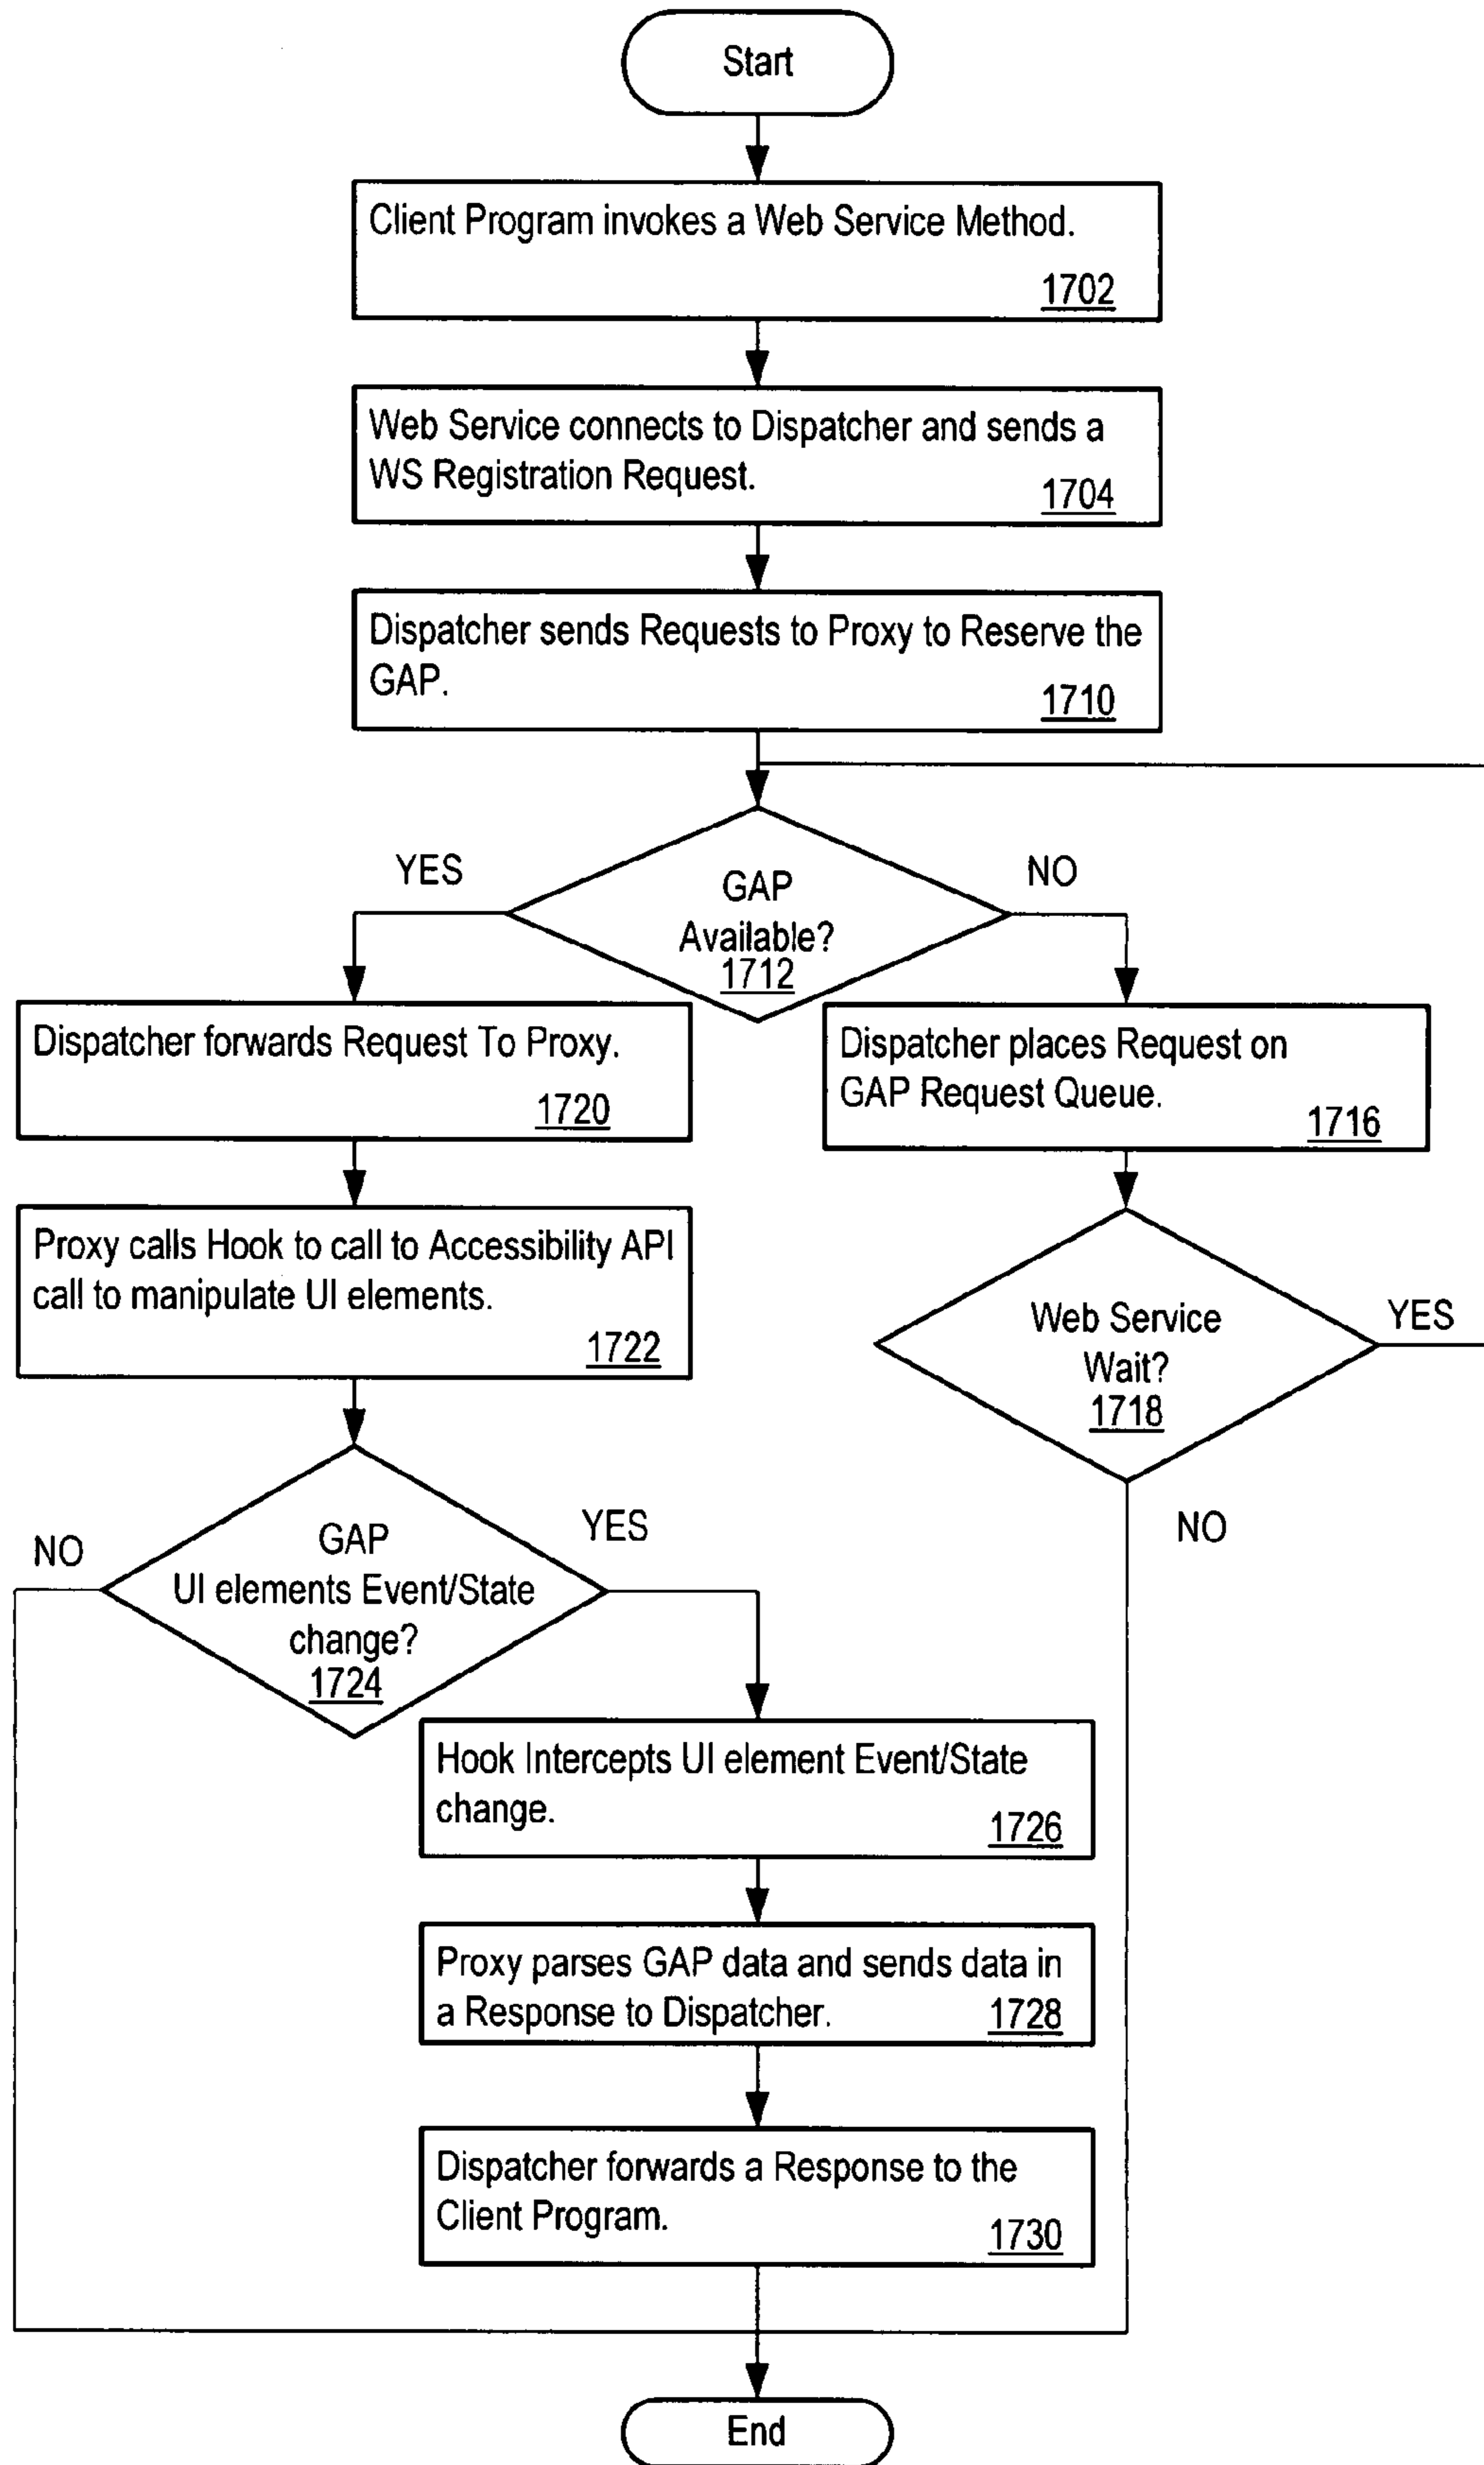 Start
Client Program invokes a Web Service Method.
1702
Web Service connects to Dispatcher and sends a
WS Registration Request.
1704
Dispatcher sends Requests to Proxy to Reserve the
GAP.
1710
YES
NO
GAP
Available?
1712
Dispatcher forwards Request To Proxy.
1720
Dispatcher places Request on
GAP Request Queue.
1716
Proxy calls Hook to call to Accessibility API
call to manipulate UI elements.
1722
Web Service
Wait?
1718
YES
NO
NO
GAP
UI elements Event/State
change?
1724
YES
Hook Intercepts UI element Event/State
change.
1726
Proxy parses GAP data and sends data in
a Response to Dispatcher.
1728
Dispatcher forwards a Response to the
Client Program.
1730
End